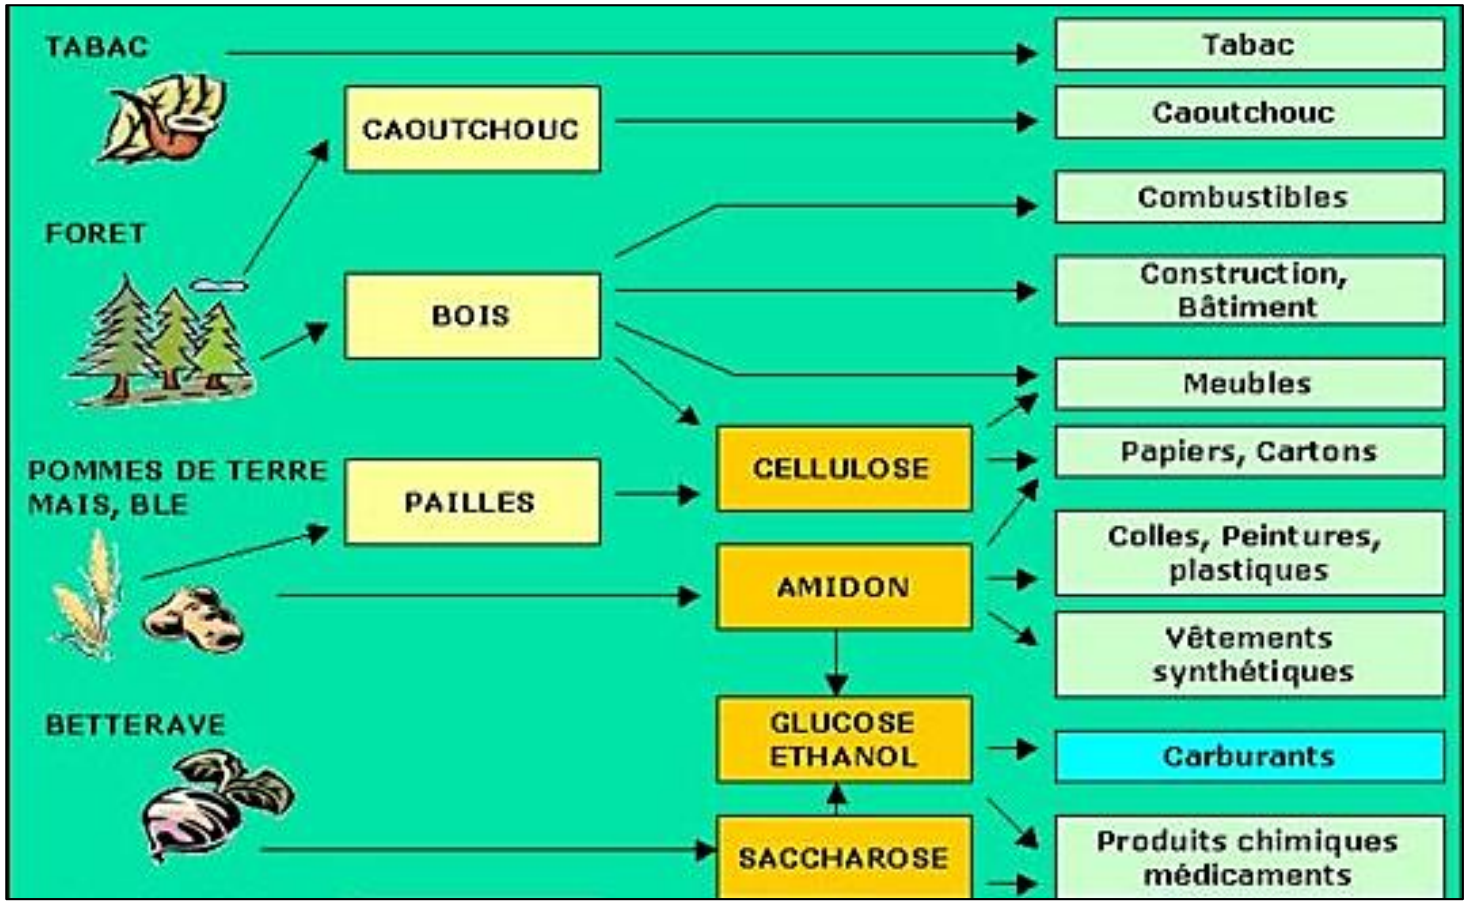 TABAC
Tabac
CAOUTCHOUC
Caoutchouc
FORET
Combustibles
BOIS
Construction,
Bâtiment
Meubles
POMMES DE TERRE
MAIS, BLE
PAILLES
CELLULOSE
Papiers, Cartons
AMIDON
Colles, Peintures,
plastiques
Vêtements
synthétiques
BETTERAVE
GLUCOSE
ETHANOL
Carburants
SACCHAROSE
Produits chimiques
médicaments